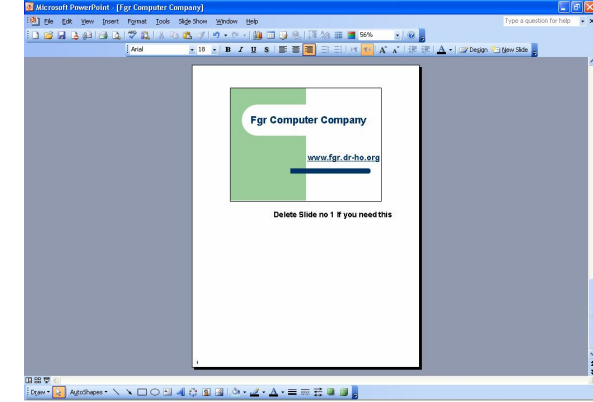 Microsoft PowerPoint - [Fgr Computer Company]
File Edit View Insert Format Tools Slide Show Window Help
Type a question for help
56%
Arial 18 B I U S A A A Design New Slide
Fgr Computer Company
www.fgr.dr-ho.org
Delete Slide no 1 If you need this
1
Draw AutoShapes A